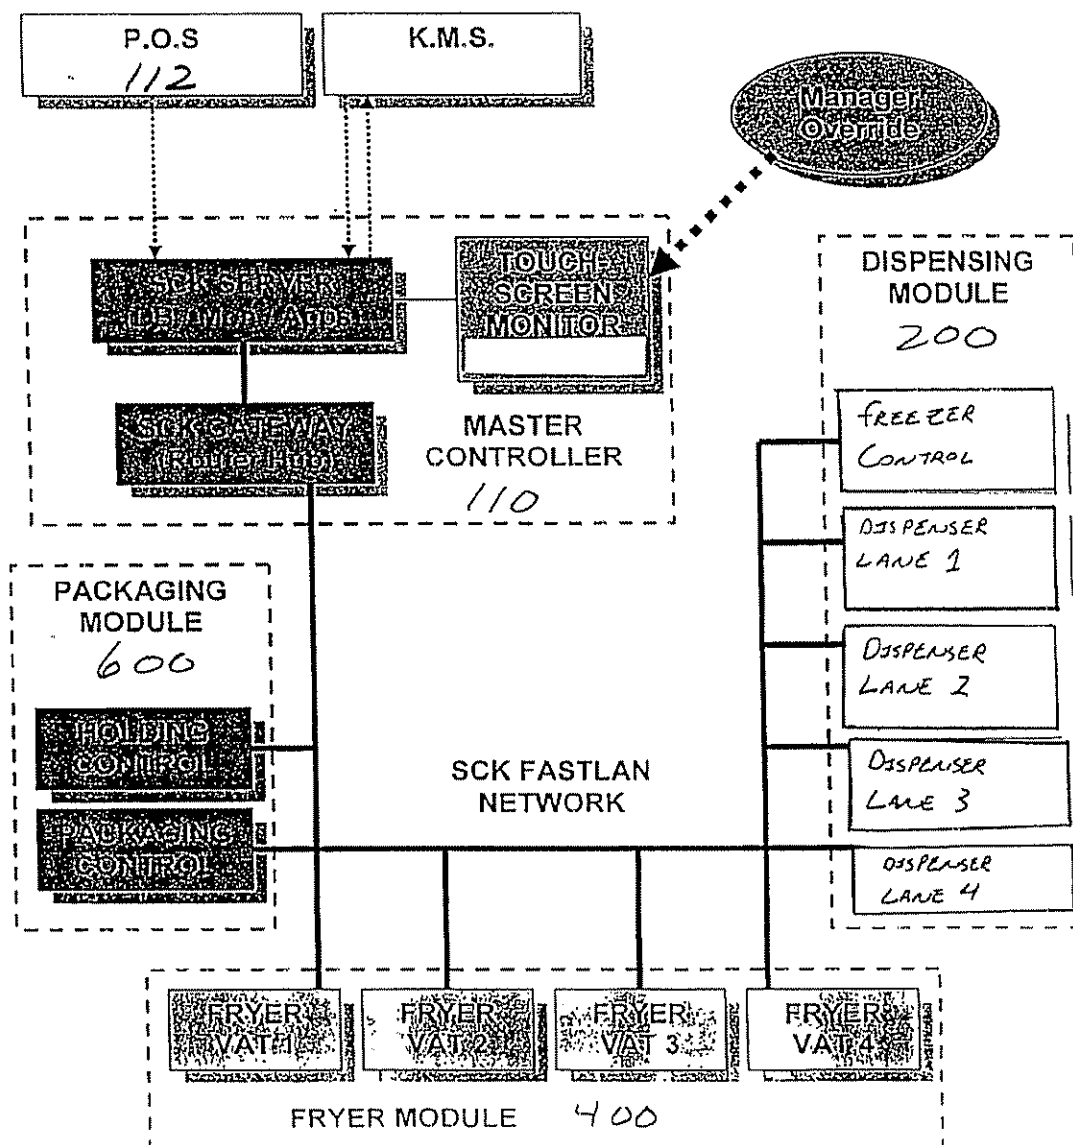 P.O.S
112
K.M.S.
Manager
Override
SCK SERVER
TOUCH
SCREEN
MONITOR
SCK GATEWAY
(Router Hub)
MASTER
CONTROLLER
110
DISPENSING
MODULE
200
FREEZER
CONTROL
DISPENSER
LANE 1
DISPENSER
LANE 2
DISPENSER
LANE 3
DISPENSER
LANE 4
PACKAGING
MODULE
600
HOLDING
CONTROL
PACKAGING
CONTROL
SCK FASTLAN
NETWORK
FRYER
VAT 1
FRYER
VAT 2
FRYER
VAT 3
FRYER
VAT 4
FRYER MODULE 400